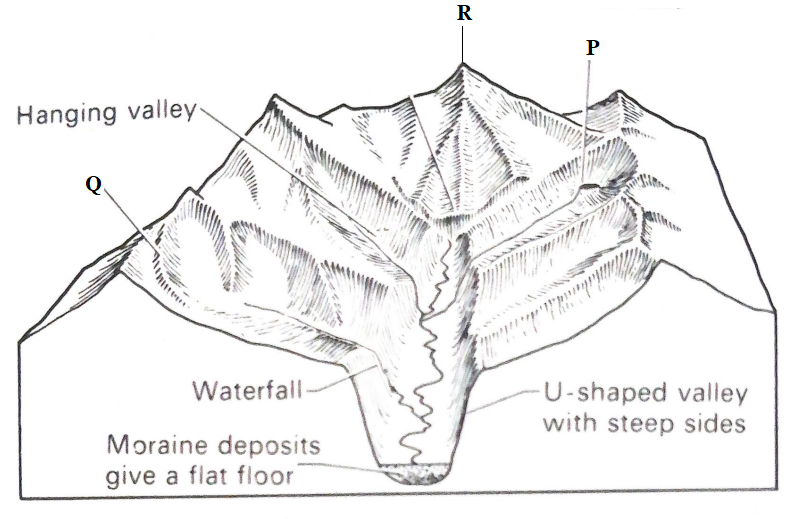 R
P
Hanging valley
Q
Waterfall
U-shaped valley
with steep sides
Moraine deposits
give a flat floor